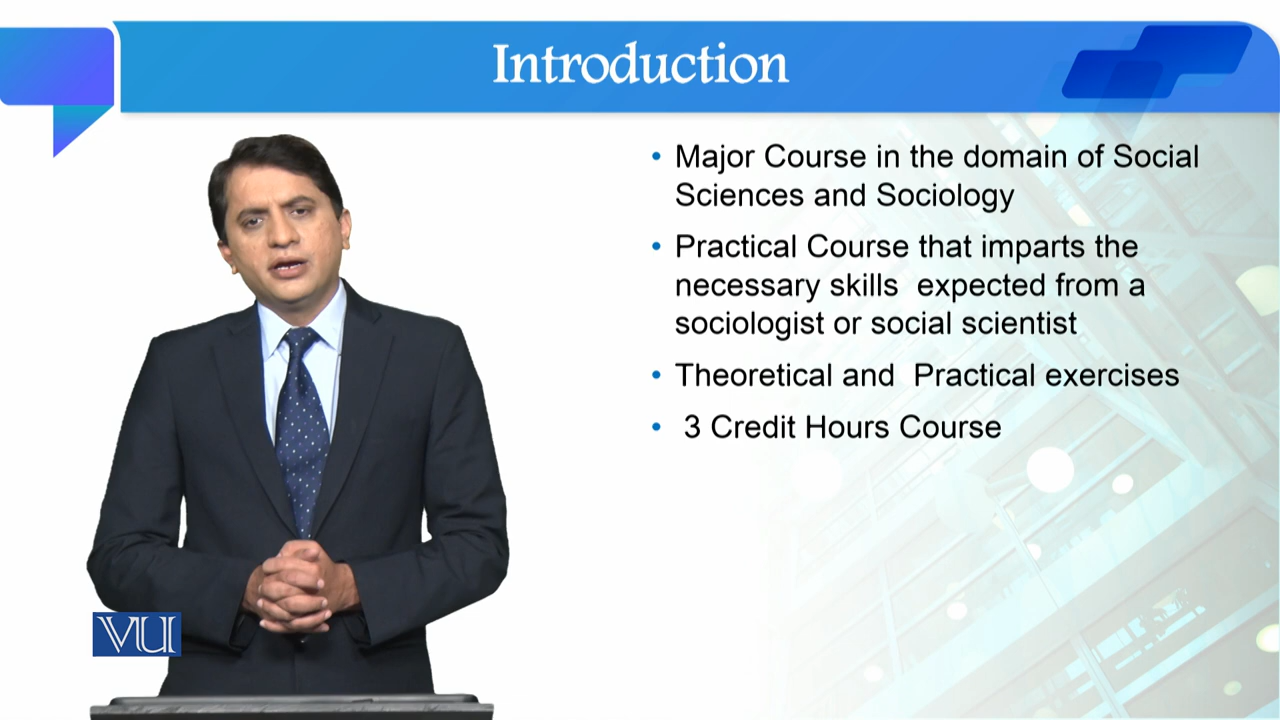 Introduction
• Major Course in the domain of Social
Sciences and Sociology
• Practical Course that imparts the
necessary skills  expected from a
sociologist or social scientist
• Theoretical and  Practical exercises
•  3 Credit Hours Course
VU